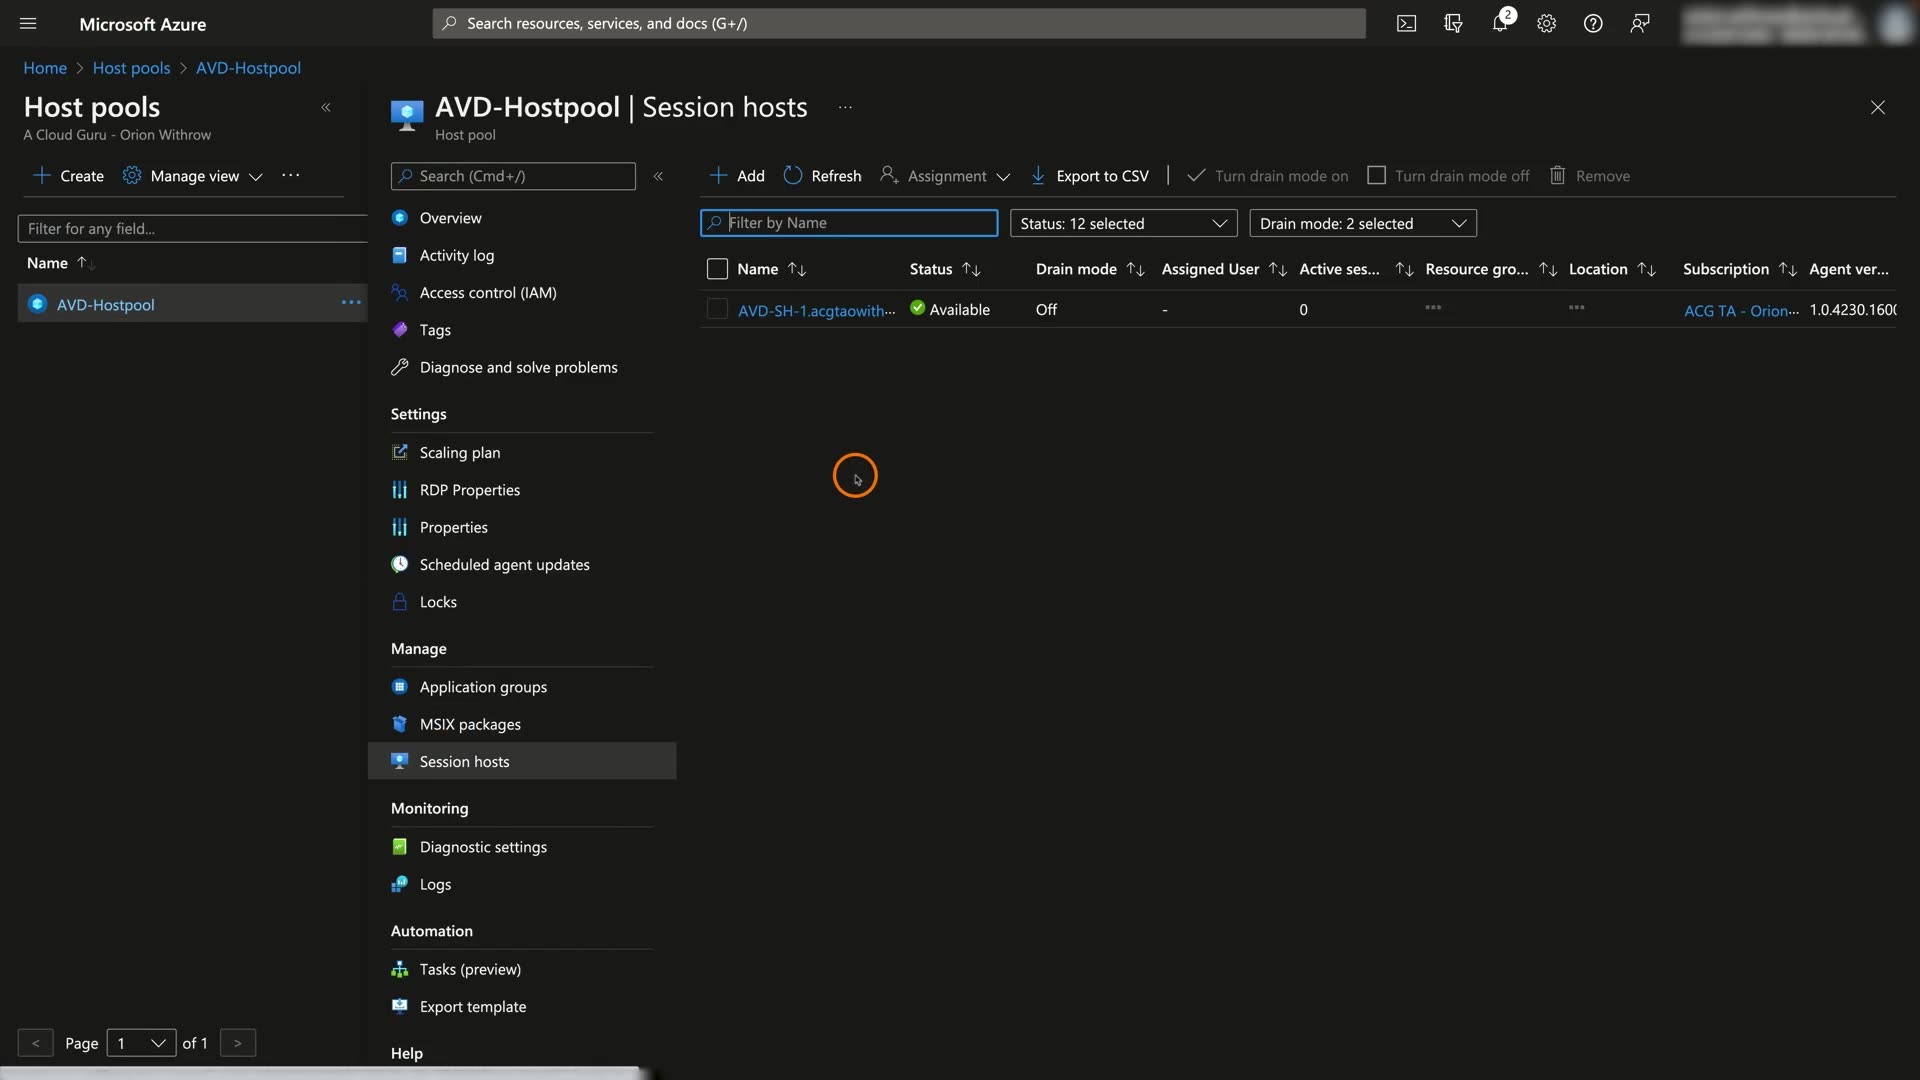 Microsoft Azure
Search resources, services, and docs (G+/)
2
Home > Host pools > AVD-Hostpool
Host pools
A Cloud Guru - Orion Withrow
Create
Manage view
Filter for any field...
Name
AVD-Hostpool
Page 1 of 1
AVD-Hostpool | Session hosts
Host pool
Search (Cmd+/)
Overview
Activity log
Access control (IAM)
Tags
Diagnose and solve problems
Settings
Scaling plan
RDP Properties
Properties
Scheduled agent updates
Locks
Manage
Application groups
MSIX packages
Session hosts
Monitoring
Diagnostic settings
Logs
Automation
Tasks (preview)
Export template
Help
Add Refresh Assignment Export to CSV | Turn drain mode on Turn drain mode off Remove
Filter by Name
Status: 12 selected
Drain mode: 2 selected
Name Status Drain mode Assigned User Active ses... Resource gro... Location Subscription Agent ver...
AVD-SH-1.acgtaowith... Available Off - 0 ... ... ACG TA - Orion... 1.0.4230.1600